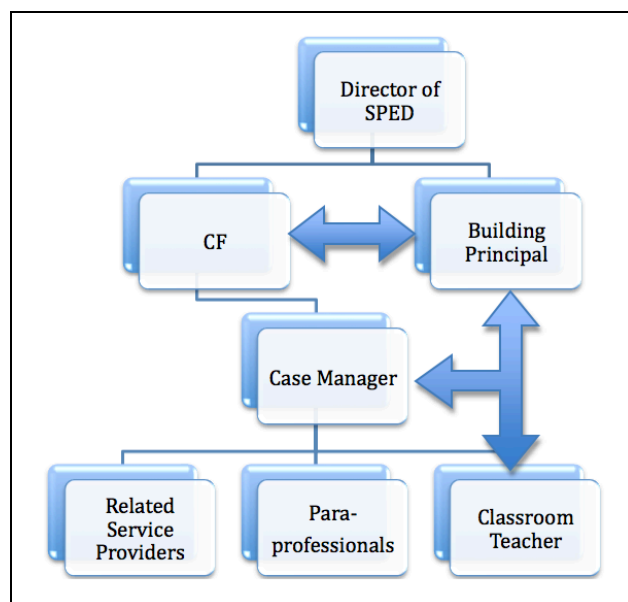 Director of
SPED
CF
Building
Principal
Case Manager
Related
Service
Providers
Para-
professionals
Classroom
Teacher